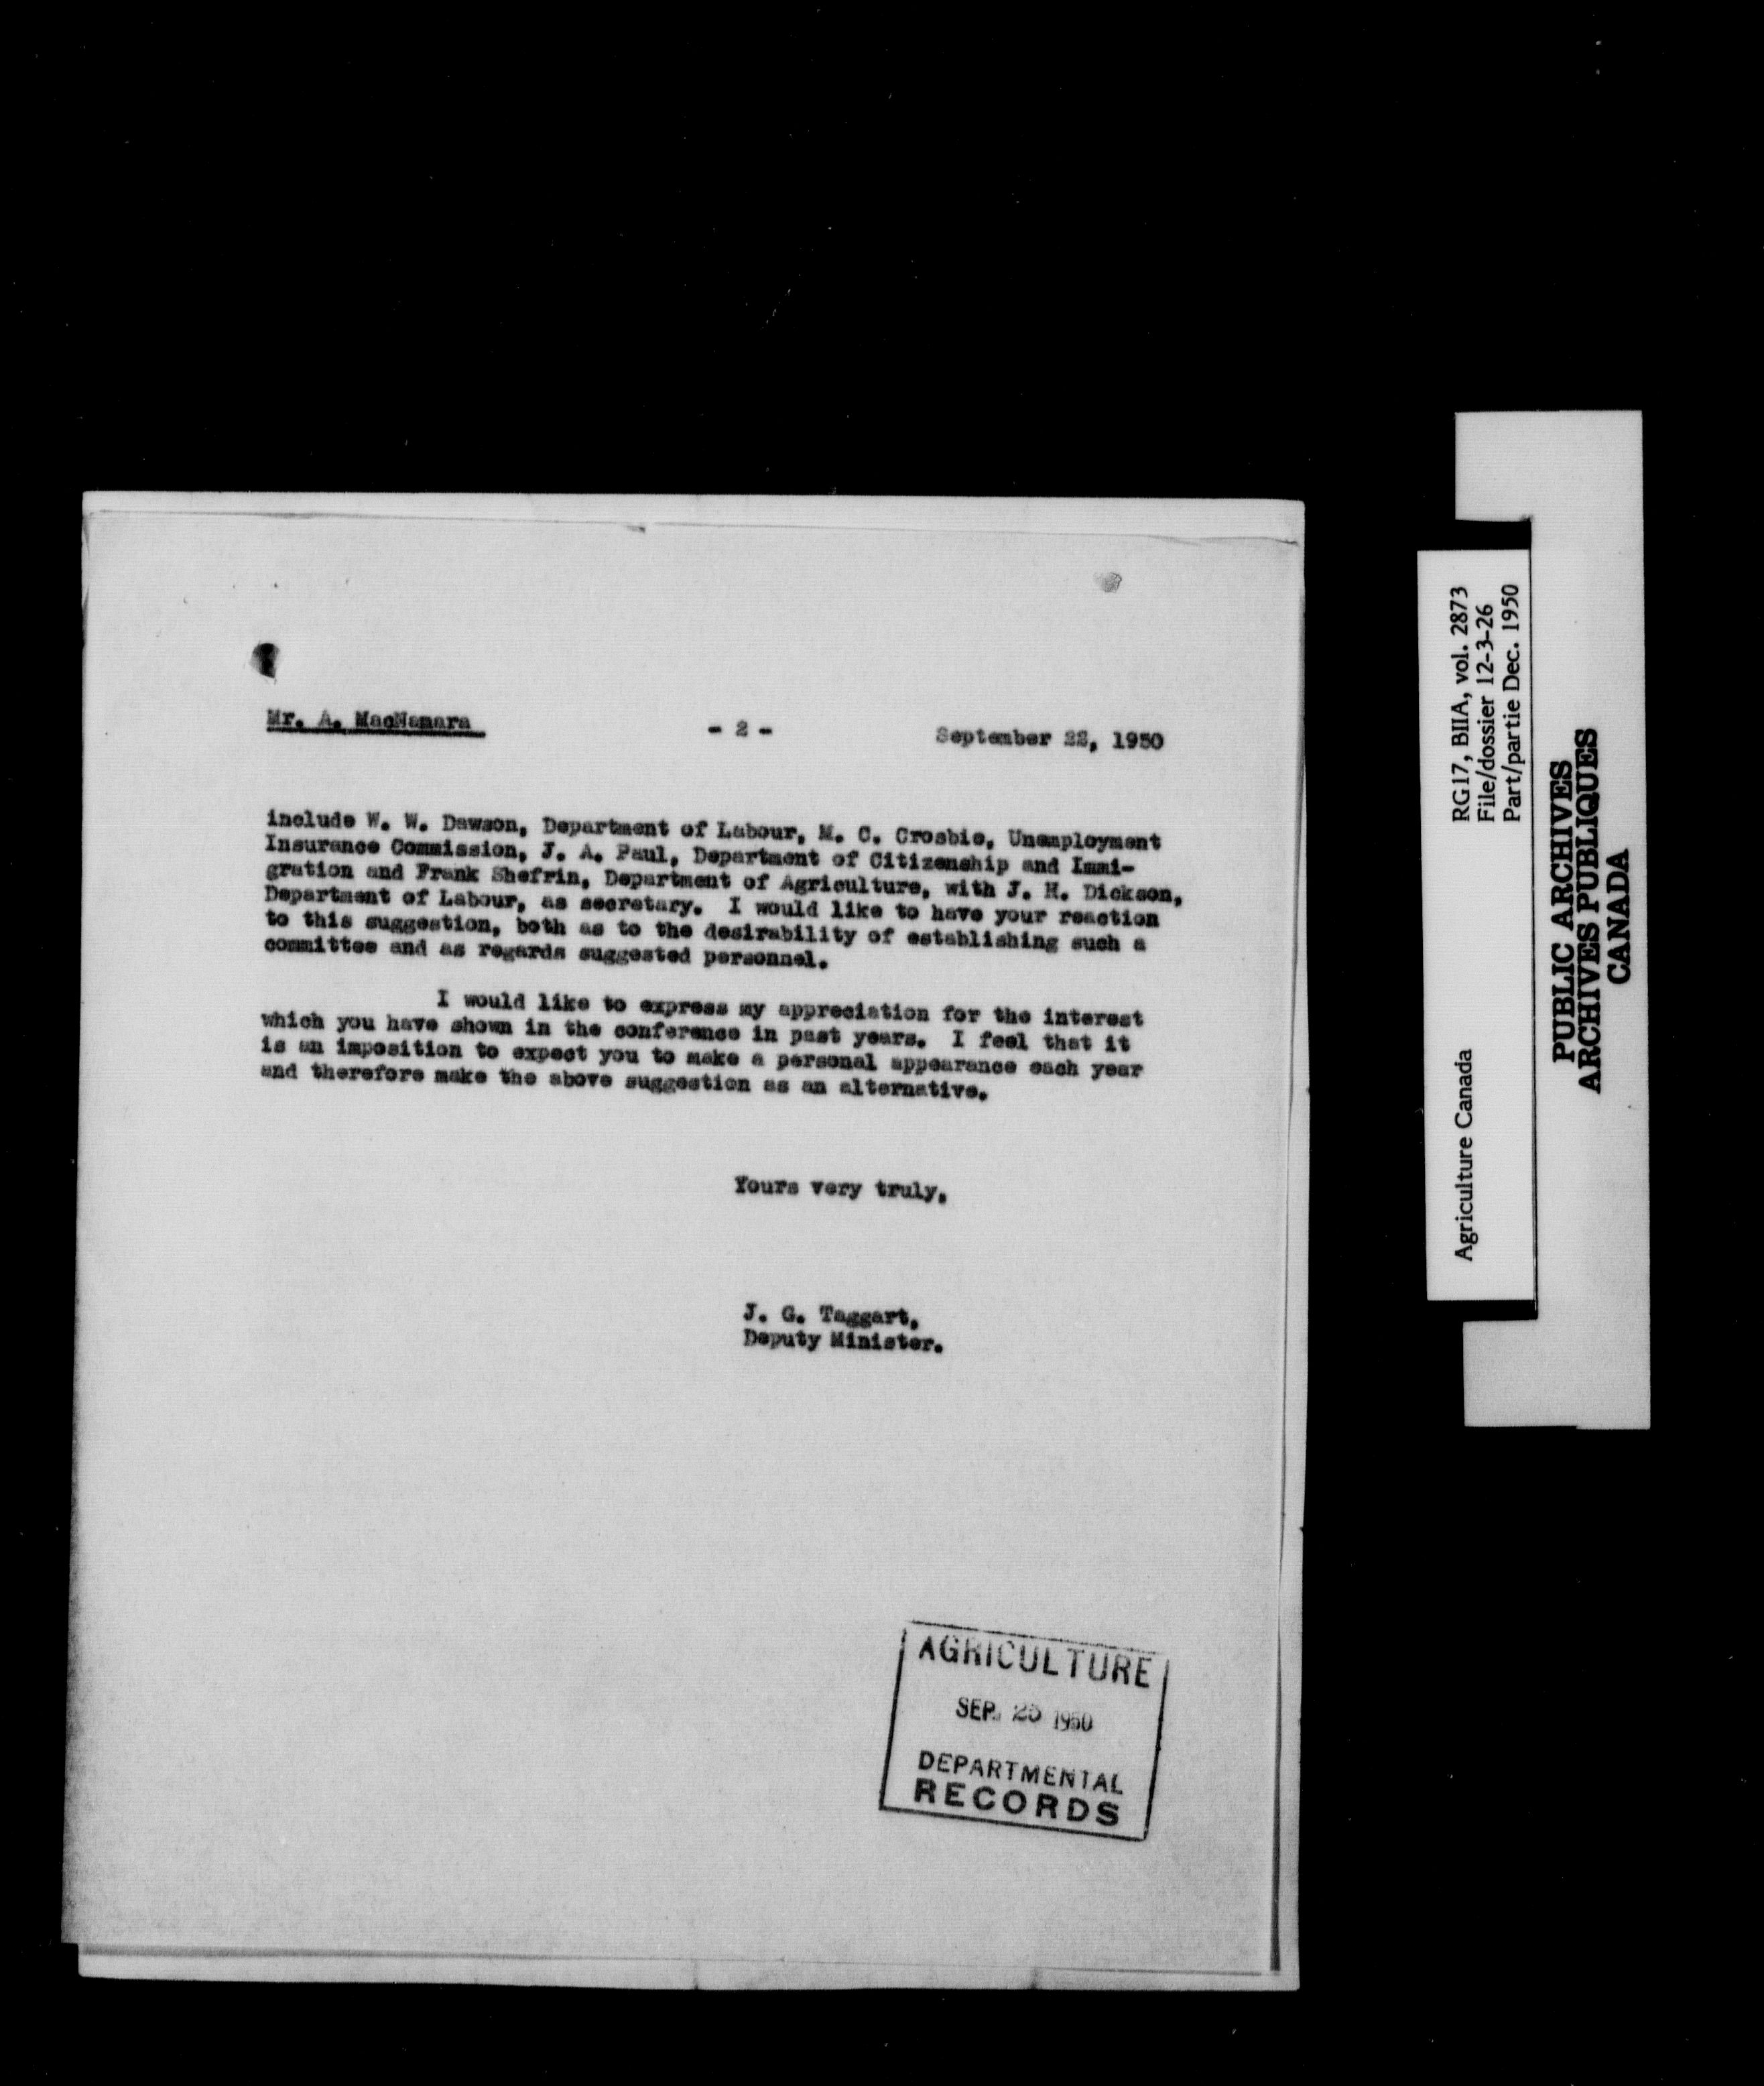 Mr. A. MacNamara
- 2 -
September 22, 1950
include W. W. Dawson, Department of Labour, M. C. Crosbie, Unemployment
Insurance Commission, J. A. Paul, Department of Citizenship and Immi-
gration and Frank Shefrin, Department of Agriculture, with J. H. Dickson,
Department of Labour, as secretary. I would like to have your reaction
to this suggestion, both as to the desirability of establishing such a
committee and as regards suggested personnel.
I would like to express my appreciation for the interest
which you have shown in the conference in past years. I feel that it
is an imposition to expect you to make a personal appearance each year
and therefore make the above suggestion as an alternative.
Yours very truly,
J. G. Taggart,
Deputy Minister.
AGRICULTURE
SEP. 25 1950
DEPARTMENTAL
RECORDS
RG17, BIIA, vol. 2873
File/dossier 12-3-26
Part/partie Dec. 1950
Agriculture Canada
PUBLIC ARCHIVES
ARCHIVES PUBLIQUES
CANADA